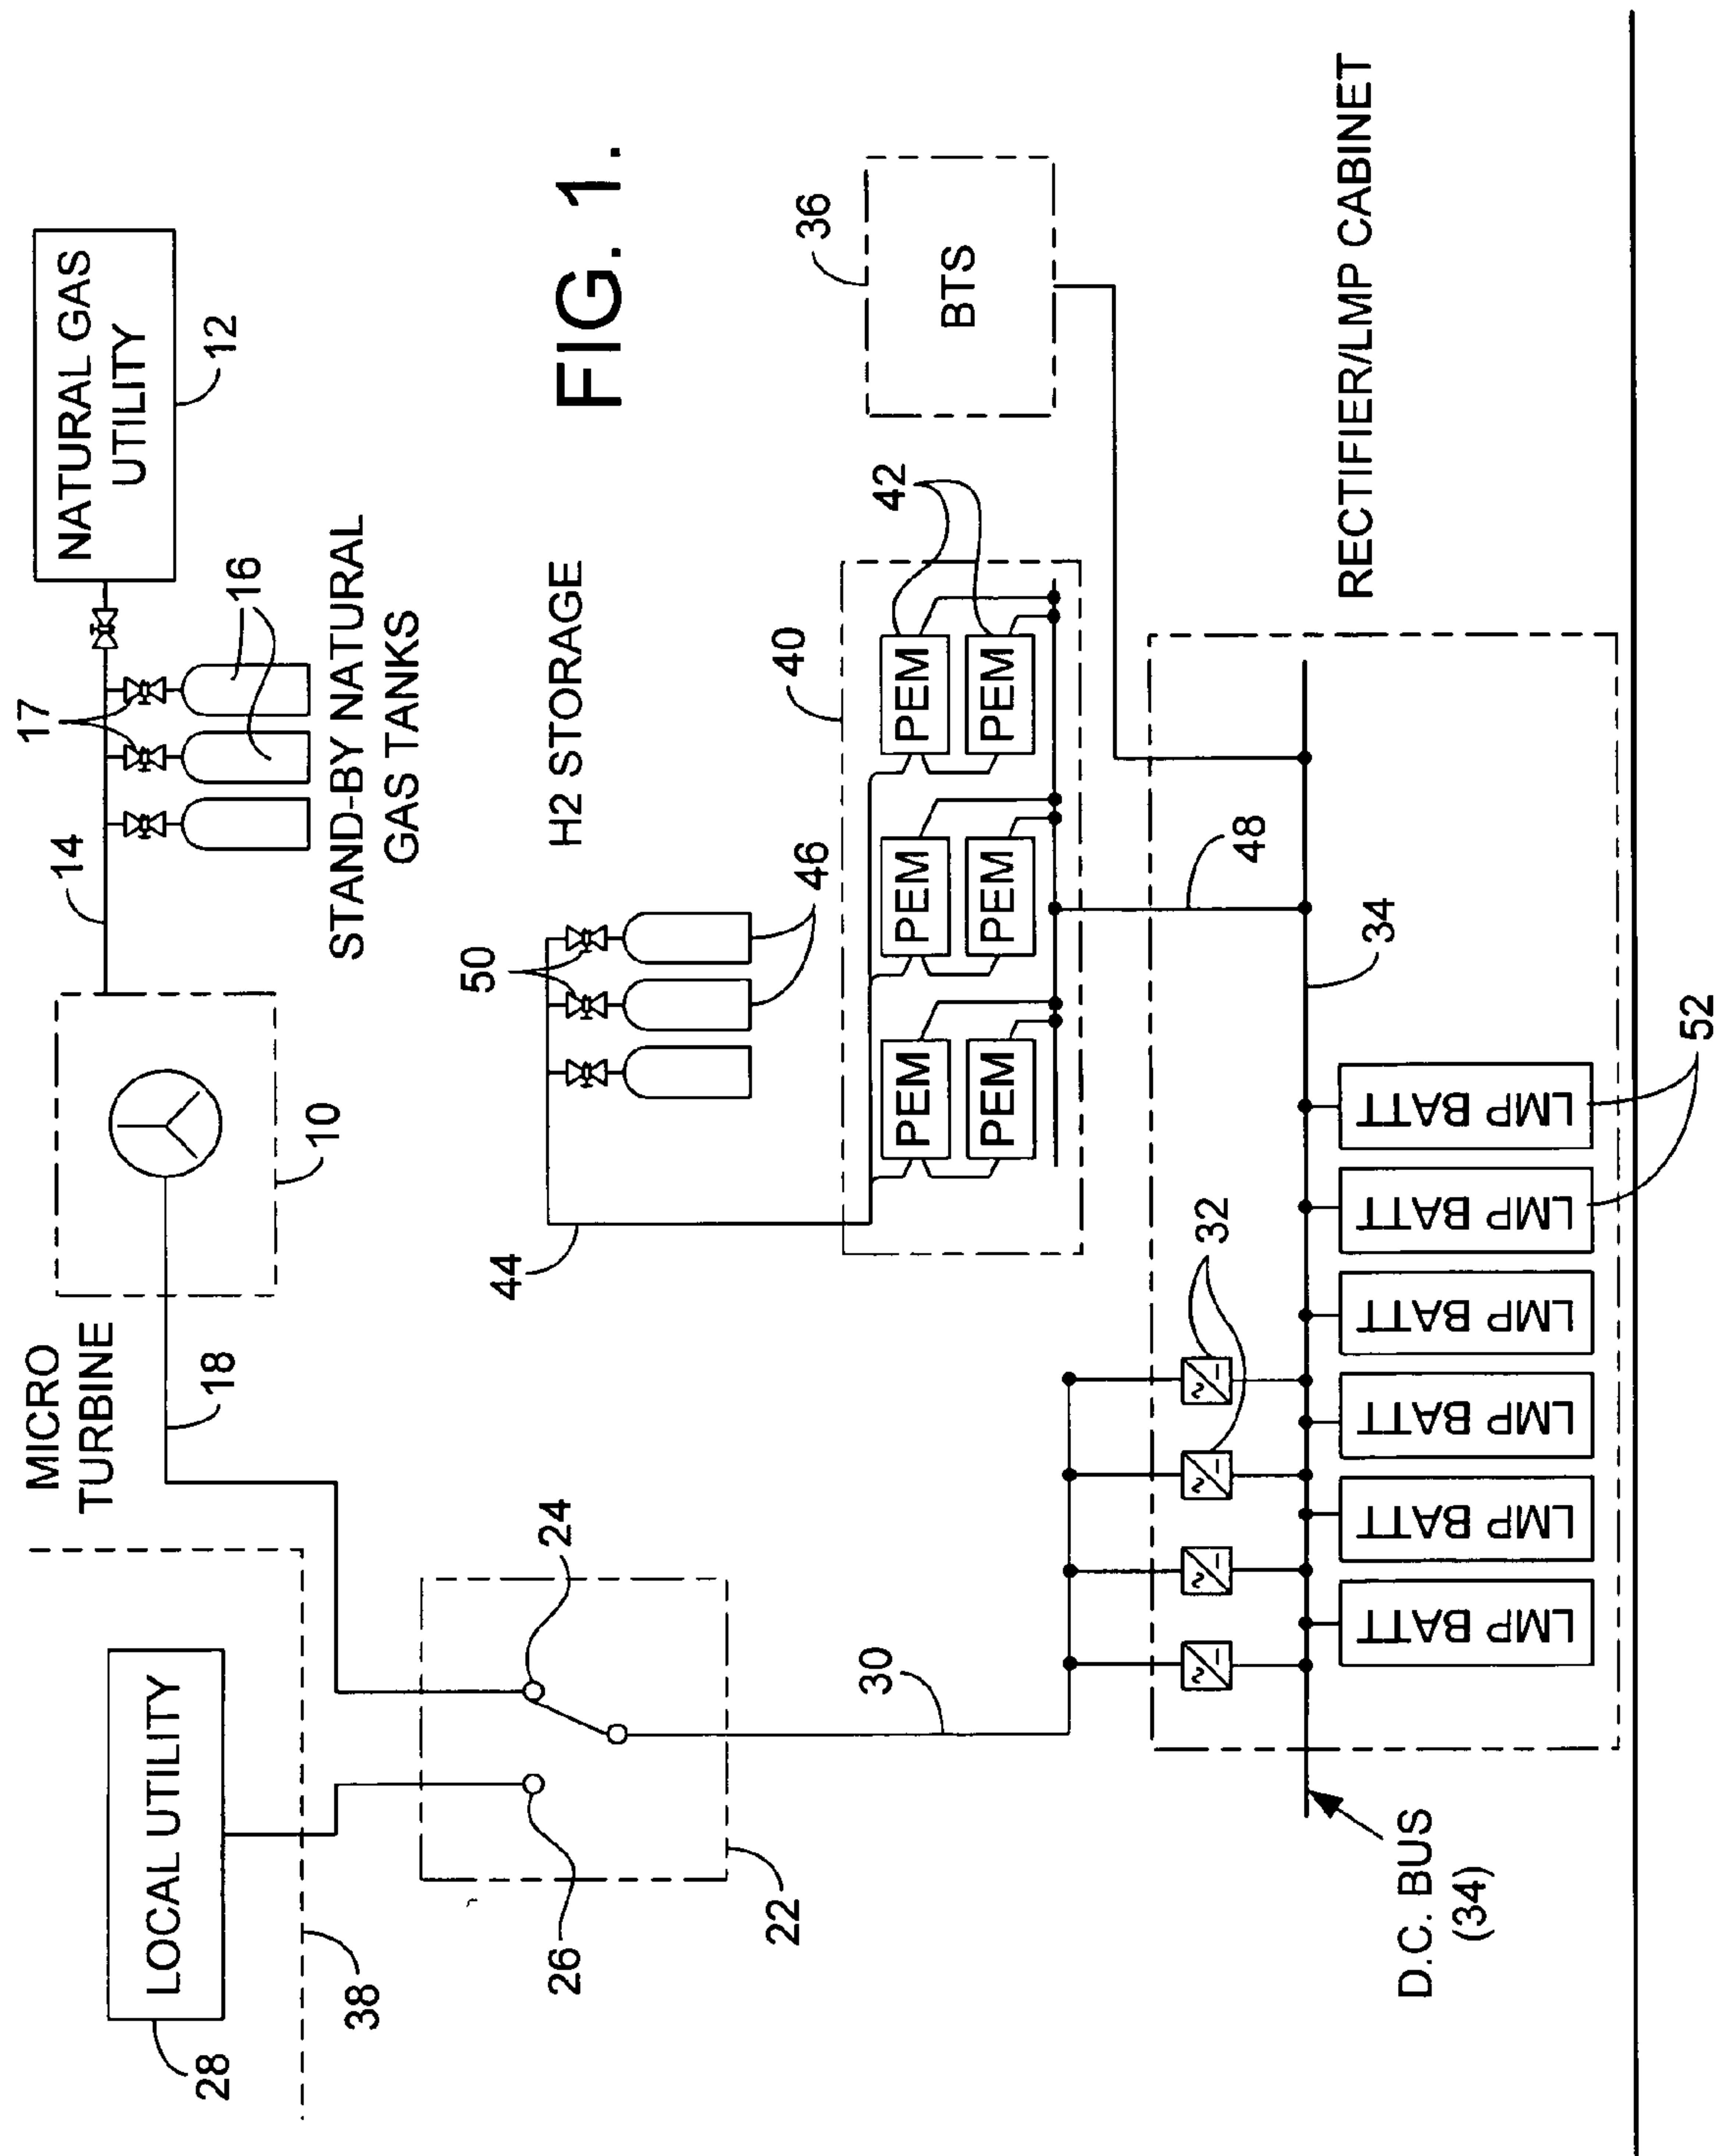 NATURAL GAS
UTILITY
12
17
16
14
STAND-BY NATURAL
GAS TANKS
MICRO
TURBINE
10
18
LOCAL UTILITY
28
38
24
26
22
30
FIG. 1.
H2 STORAGE
50
46
44
40
42
PEM
PEM
PEM
PEM
PEM
PEM
36
BTS
48
34
32
RECTIFIER/LMP CABINET
LMP BATT
LMP BATT
LMP BATT
LMP BATT
LMP BATT
LMP BATT
52
D.C. BUS
(34)